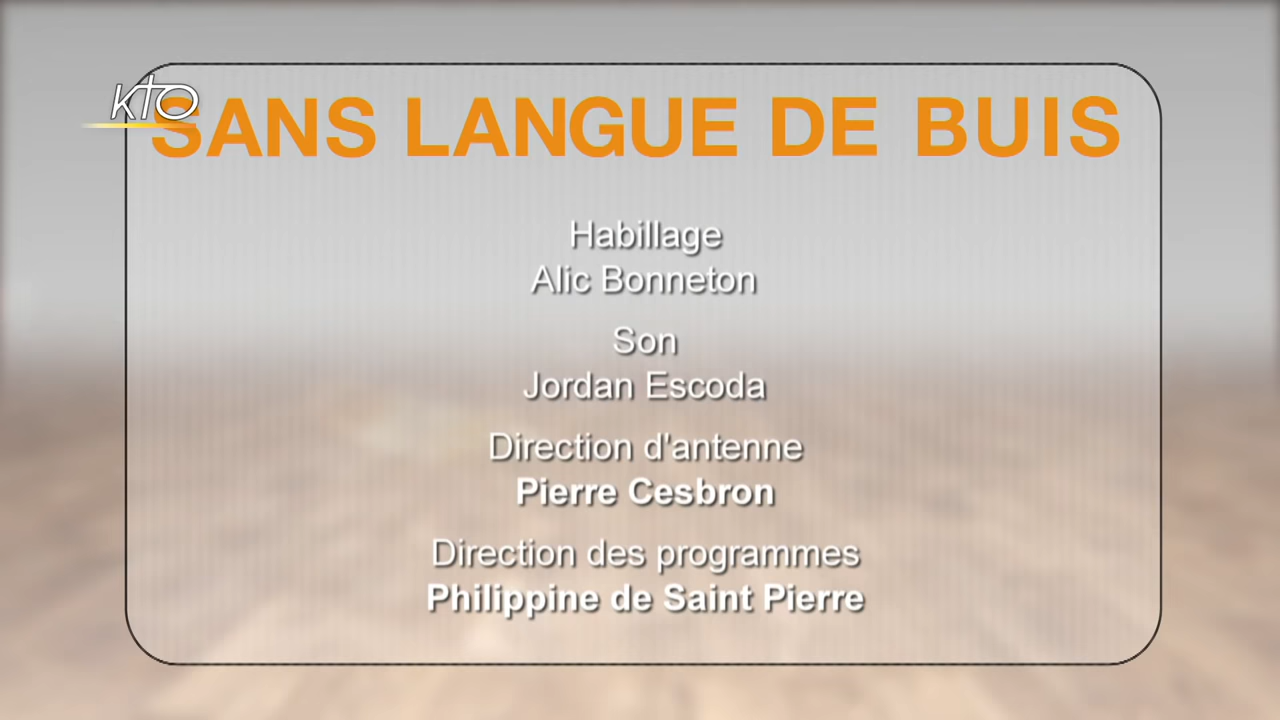 KTO
SANS LANGUE DE BUIS
Habillage
Alic Bonneton
Son
Jordan Escoda
Direction d'antenne
Pierre Cesbron
Direction des programmes
Philippine de Saint Pierre